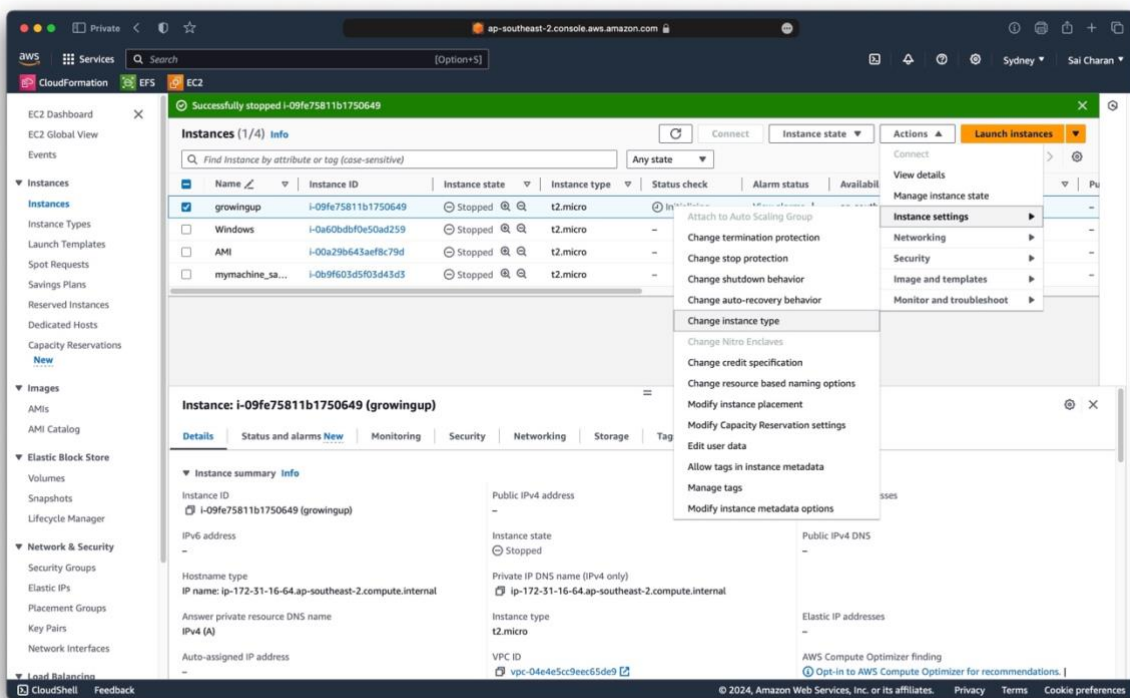 Private
ap-southeast-2.console.aws.amazon.com
aws Services Search [Option+S] Sydney Sai Charan
CloudFormation EFS EC2
Successfully stopped i-09fe75811b1750649
EC2 Dashboard
EC2 Global View
Events
Instances
Instances
Instance Types
Launch Templates
Spot Requests
Savings Plans
Reserved Instances
Dedicated Hosts
Capacity Reservations
New
Images
AMIs
AMI Catalog
Elastic Block Store
Volumes
Snapshots
Lifecycle Manager
Network & Security
Security Groups
Elastic IPs
Placement Groups
Key Pairs
Network Interfaces
Load Balancing
Instances (1/4) Info Connect Instance state Actions Launch instances
Find Instance by attribute or tag (case-sensitive) Any state
Name Instance ID Instance state Instance type Status check Alarm status Availabil Pu
growingup i-09fe75811b1750649 Stopped t2.micro –
Windows i-0a60bdbf0e50ad259 Stopped t2.micro – –
AMI i-00a29b643aef8c79d Stopped t2.micro – –
mymachine_sa... i-0b9f603d5f03d43d3 Stopped t2.micro – –
Connect
View details
Manage instance state
Instance settings
Networking
Security
Image and templates
Monitor and troubleshoot
Attach to Auto Scaling Group
Change termination protection
Change stop protection
Change shutdown behavior
Change auto-recovery behavior
Change instance type
Change Nitro Enclaves
Change credit specification
Change resource based naming options
Modify instance placement
Modify Capacity Reservation settings
Edit user data
Allow tags in instance metadata
Manage tags
Modify instance metadata options
Instance: i-09fe75811b1750649 (growingup)
Details Status and alarms New Monitoring Security Networking Storage Tag
Instance summary Info
Instance ID
i-09fe75811b1750649 (growingup)
Public IPv4 address
–
sses
IPv6 address
–
Instance state
Stopped
Public IPv4 DNS
–
Hostname type
IP name: ip-172-31-16-64.ap-southeast-2.compute.internal
Private IP DNS name (IPv4 only)
ip-172-31-16-64.ap-southeast-2.compute.internal
Answer private resource DNS name
IPv4 (A)
Instance type
t2.micro
Elastic IP addresses
–
Auto-assigned IP address
–
VPC ID
vpc-04e4e5cc9eec65de9
AWS Compute Optimizer finding
Opt-in to AWS Compute Optimizer for recommendations. |
CloudShell Feedback © 2024, Amazon Web Services, Inc. or its affiliates. Privacy Terms Cookie preferences